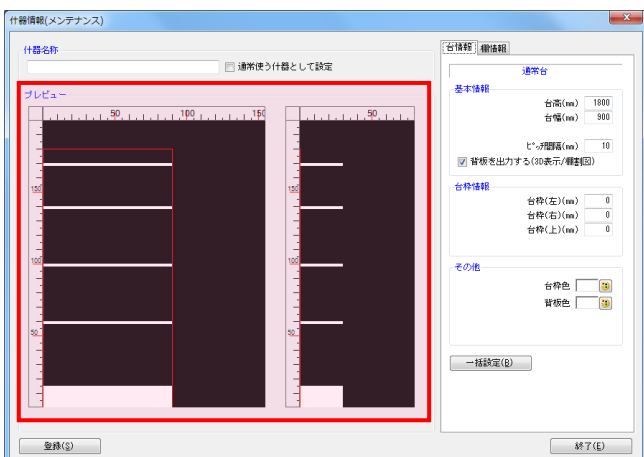 什器情報(メンテナンス)
什器名称
通常使う什器として設定
プレビュー
50 100 150
50
150
100
50
150
100
50
台情報 棚情報
通常台
基本情報
台高(mm) 1800
台幅(mm) 900
ピッチ間隔(mm) 10
背板を出力する(3D表示/棚割図)
台枠情報
台枠(左)(mm) 0
台枠(右)(mm) 0
台枠(上)(mm) 0
その他
台枠色
背板色
一括設定(B)
登録(S)
終了(E)